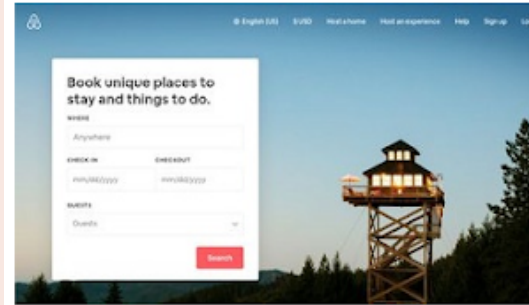 English (US) $ USD Host a home Host an experience Help Sign up
Book unique places to
stay and things to do.
WHERE
Anywhere
CHECK IN CHECKOUT
mm/dd/yyyy mm/dd/yyyy
GUESTS
Guests
Search